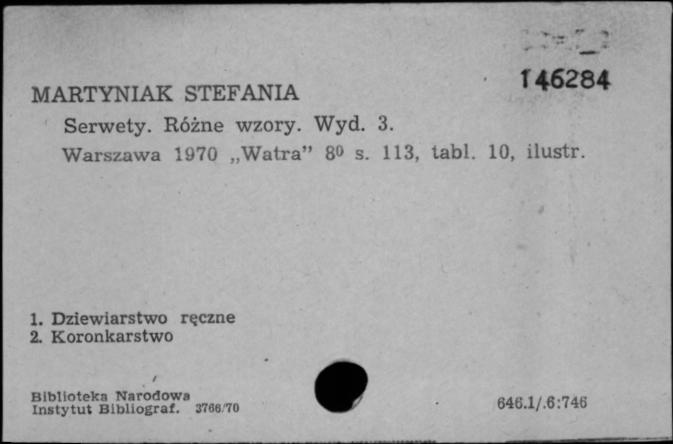 146284
MARTYNIAK STEFANIA
Serwety. Różne wzory. Wyd. 3.
Warszawa 1970 „Watra” 8⁰ s. 113, tabl. 10, ilustr.
1. Dziewiarstwo ręczne
2. Koronkarstwo
Biblioteka Narodowa
Instytut Bibliograf. 3766/70
646.1/.6:746